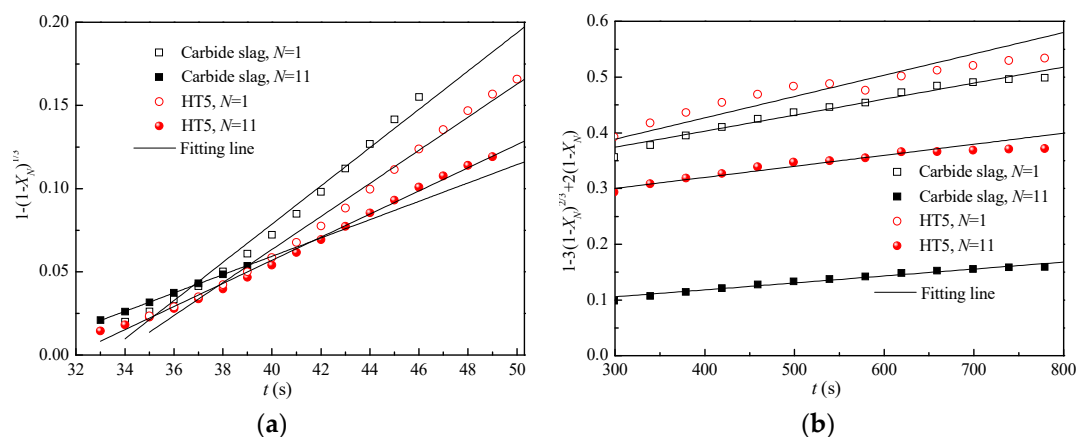 0.20
0.15
0.10
0.05
0.00
1-(1-X_N)^1/3
Carbide slag, N=1
Carbide slag, N=11
HT5, N=1
HT5, N=11
Fitting line
32 34 36 38 40 42 44 46 48 50
t (s)
(a)
0.6
0.5
0.4
0.3
0.2
0.1
0.0
1-3(1-X_N)^2/3+2(1-X_N)
Carbide slag, N=1
Carbide slag, N=11
HT5, N=1
HT5, N=11
Fitting line
300 400 500 600 700 800
t (s)
(b)